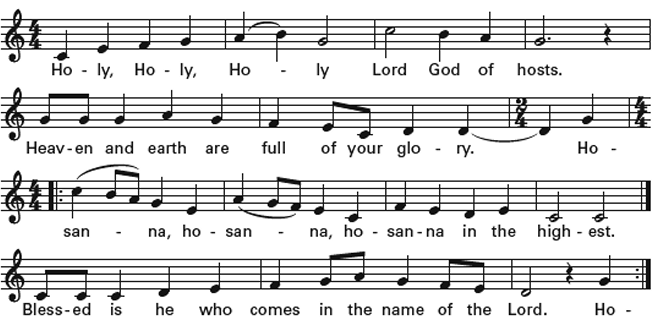 Ho - ly, Ho - ly, Ho - ly Lord God of hosts.
Heav - en and earth are full of your glo - ry. Ho -
san - na, ho - san - na, ho - san - na in the high - est.
Bless - ed is he who comes in the name of the Lord. Ho -